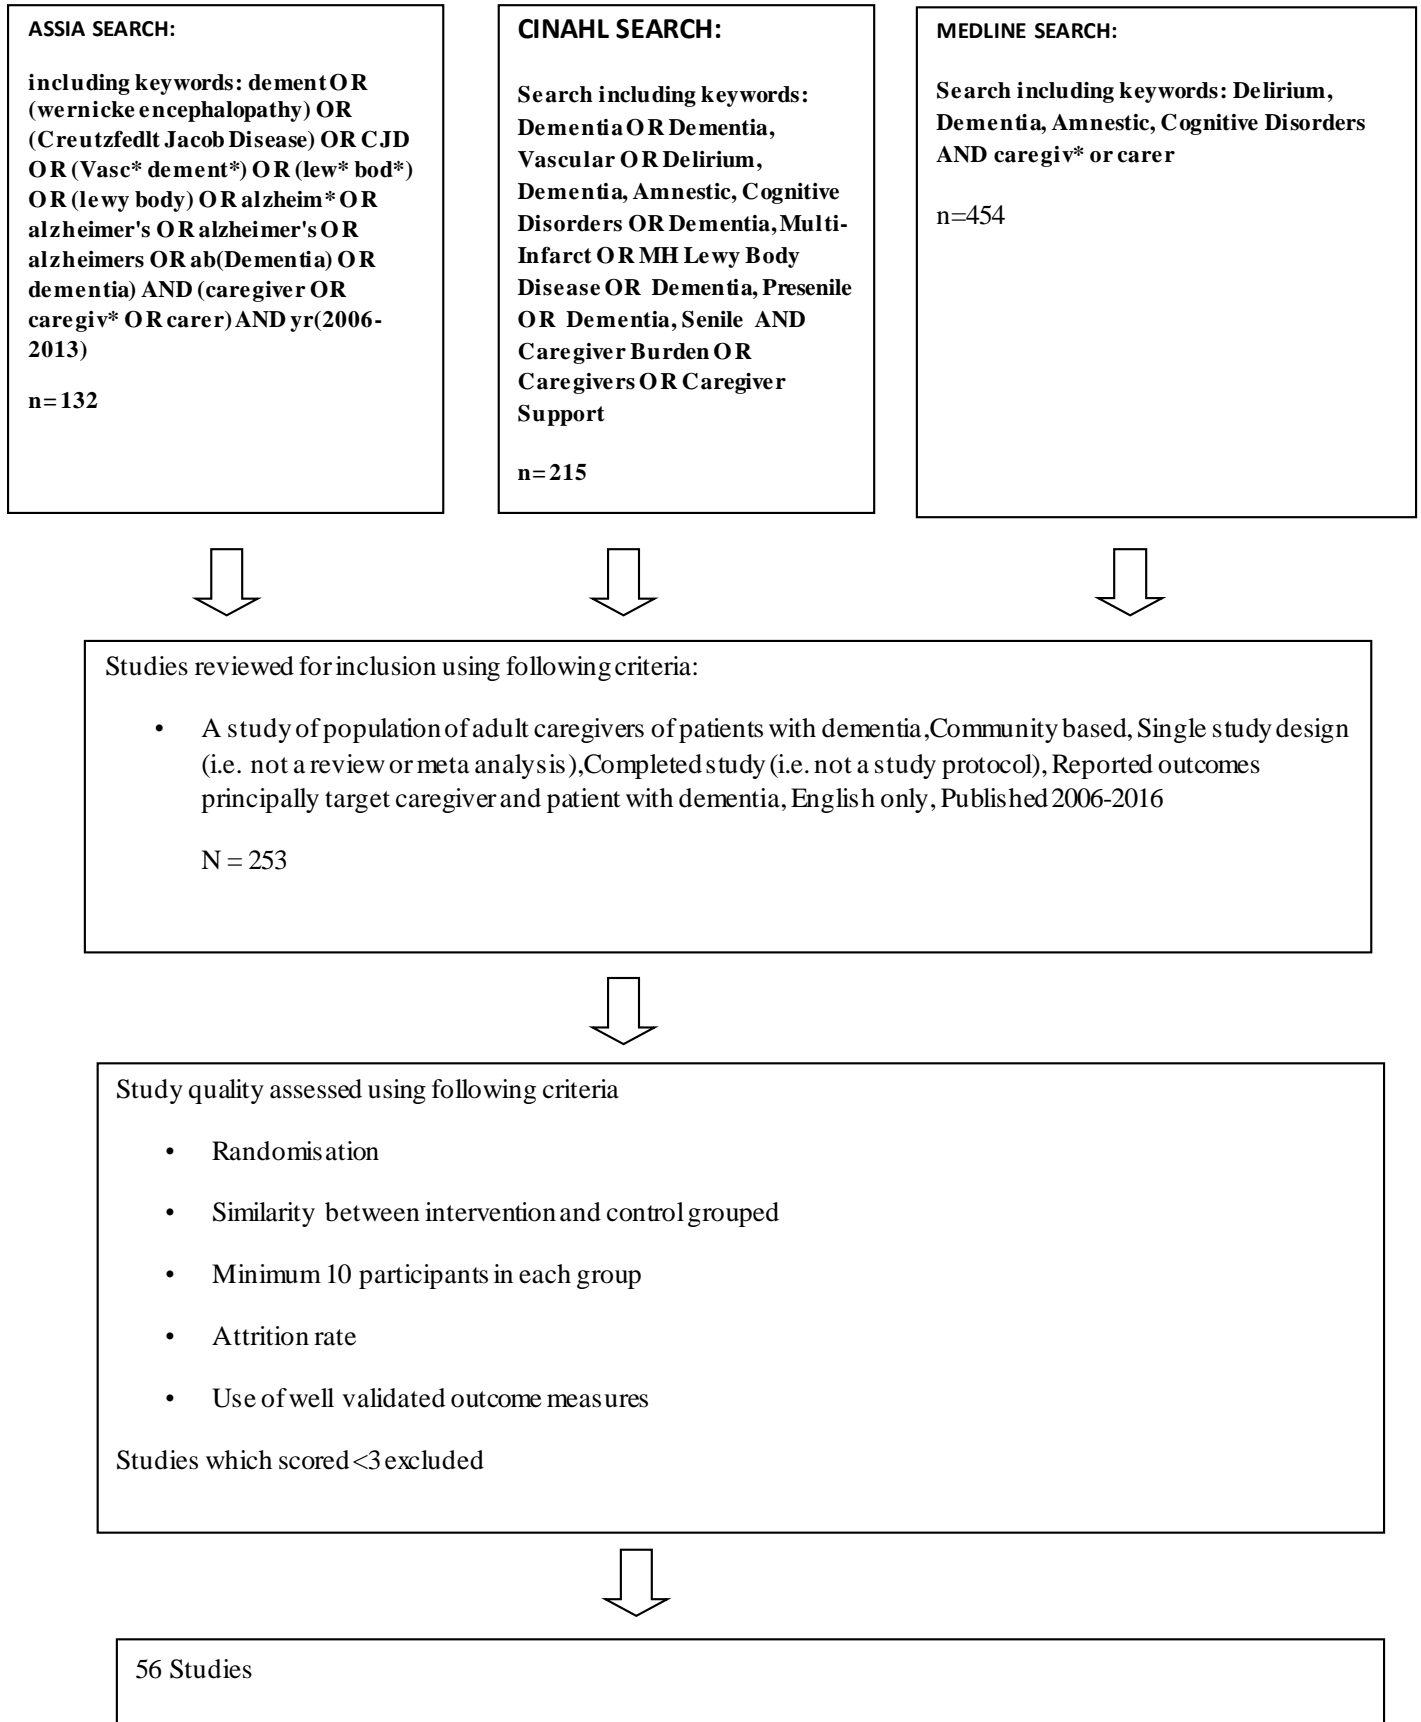 ASSIA SEARCH:
including keywords: dement OR
(wernicke encephalopathy) OR
(Creutzfedlt Jacob Disease) OR CJD
OR (Vasc* dement*) OR (lew* bod*)
OR (lewy body) OR alzheim* OR
alzheimer's OR alzheimer's OR
alzheimers OR ab(Dementia) OR
dementia) AND (caregiver OR
caregiv* OR carer) AND yr(2006-
2013)
n=132
CINAHL SEARCH:
Search including keywords:
Dementia OR Dementia,
Vascular OR Delirium,
Dementia, Amnestic, Cognitive
Disorders OR Dementia, Multi-
Infarct OR MH Lewy Body
Disease OR Dementia, Presenile
OR Dementia, Senile AND
Caregiver Burden OR
Caregivers OR Caregiver
Support
n=215
MEDLINE SEARCH:
Search including keywords: Delirium,
Dementia, Amnestic, Cognitive Disorders
AND caregiv* or carer
n=454
Studies reviewed for inclusion using following criteria:
• A study of population of adult caregivers of patients with dementia,Community based, Single study design
(i.e. not a review or meta analysis),Completed study (i.e. not a study protocol), Reported outcomes
principally target caregiver and patient with dementia, English only, Published 2006-2016
N = 253
Study quality assessed using following criteria
• Randomisation
• Similarity between intervention and control grouped
• Minimum 10 participants in each group
• Attrition rate
• Use of well validated outcome measures
Studies which scored <3 excluded
56 Studies